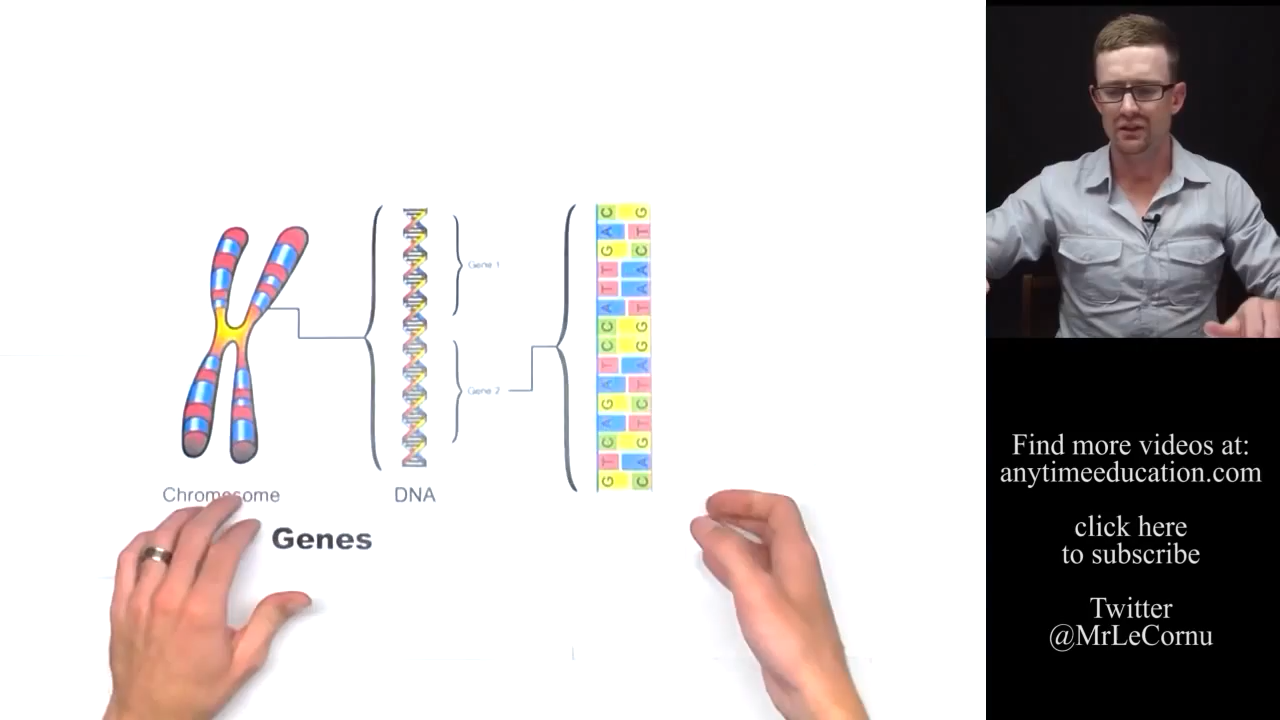 C G
A T
G C
T A
T A
A T
C G
C G
T A
A T
G C
A T
C G
T A
G C
Gene 1
Gene 2
Chromosome
DNA
Genes
Find more videos at:
anytimeeducation.com
click here
to subscribe
Twitter
@MrLeCornu